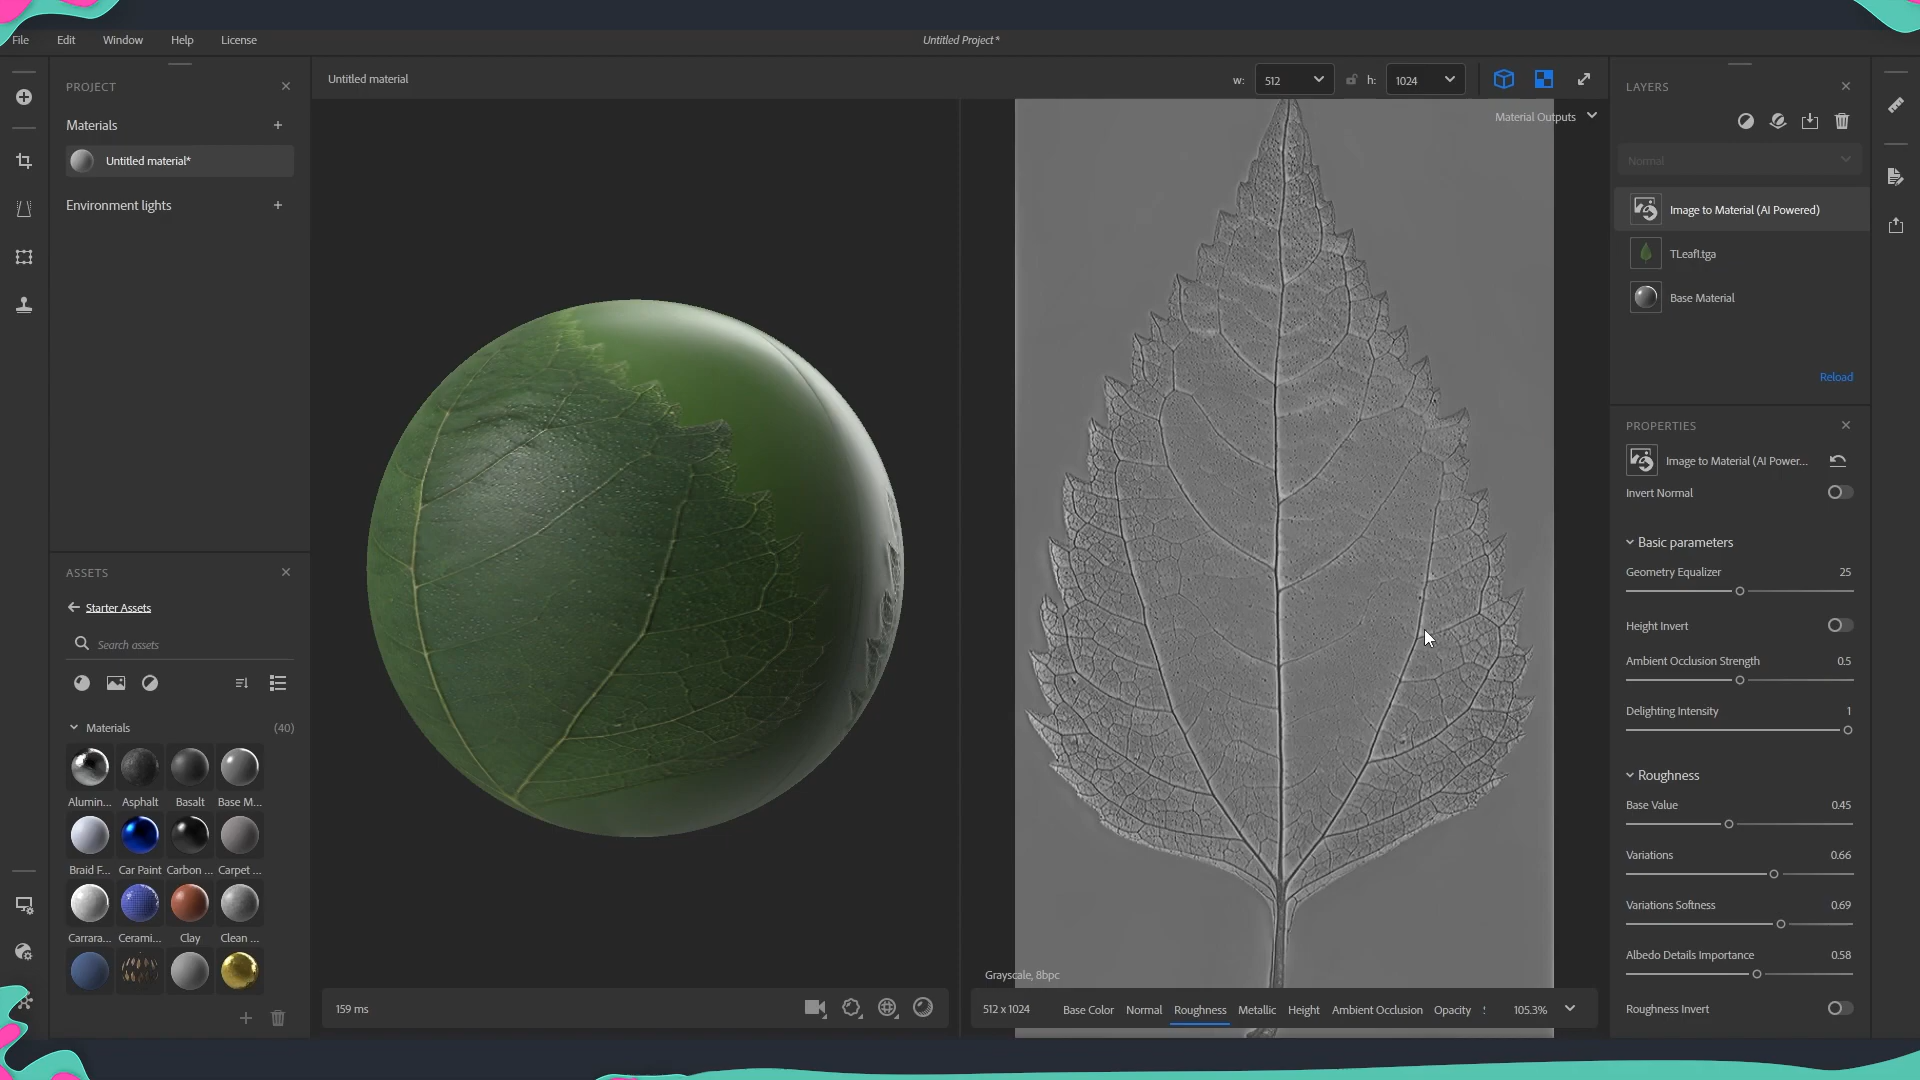 File
Edit
Window
Help
License
Untitled Project*
PROJECT
Materials
Untitled material*
Environment lights
Untitled material
w:
512
h:
1024
Material Outputs
LAYERS
Normal
Image to Material (AI Powered)
TLeaf1.tga
Base Material
Reload
PROPERTIES
Image to Material (AI Power...
Invert Normal
Basic parameters
Geometry Equalizer
25
Height Invert
Ambient Occlusion Strength
0.5
Delighting Intensity
1
Roughness
Base Value
0.45
Variations
0.66
Variations Softness
0.69
Albedo Details Importance
0.58
Roughness Invert
ASSETS
Starter Assets
Search assets
Materials
(40)
Alumin...
Asphalt
Basalt
Base M...
Braid F...
Car Paint
Carbon ...
Carpet ...
Carrara...
Cerami...
Clay
Clean ...
159 ms
Grayscale, 8bpc
512 x 1024
Base Color
Normal
Roughness
Metallic
Height
Ambient Occlusion
Opacity
105.3%